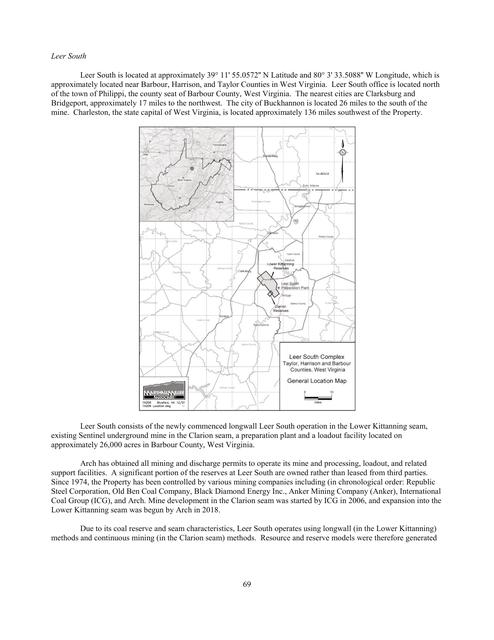 Leer South
Leer South is located at approximately 39° 11' 55.0572" N Latitude and 80° 3' 33.5088" W Longitude, which is
approximately located near Barbour, Harrison, and Taylor Counties in West Virginia. Leer South office is located north
of the town of Philippi, the county seat of Barbour County, West Virginia. The nearest cities are Clarksburg and
Bridgeport, approximately 17 miles to the northwest. The city of Buckhannon is located 26 miles to the south of the
mine. Charleston, the state capital of West Virginia, is located approximately 136 miles southwest of the Property.
Lower Kittanning
Reserves
Leer South
Preparation Plant
Clarion
Reserves
Leer South Complex
Taylor, Harrison and Barbour
Counties, West Virginia
General Location Map
Leer South consists of the newly commenced longwall Leer South operation in the Lower Kittanning seam,
existing Sentinel underground mine in the Clarion seam, a preparation plant and a loadout facility located on
approximately 26,000 acres in Barbour County, West Virginia.
Arch has obtained all mining and discharge permits to operate its mine and processing, loadout, and related
support facilities. A significant portion of the reserves at Leer South are owned rather than leased from third parties.
Since 1974, the Property has been controlled by various mining companies including (in chronological order: Republic
Steel Corporation, Old Ben Coal Company, Black Diamond Energy Inc., Anker Mining Company (Anker), International
Coal Group (ICG), and Arch. Mine development in the Clarion seam was started by ICG in 2006, and expansion into the
Lower Kittanning seam was begun by Arch in 2018.
Due to its coal reserve and seam characteristics, Leer South operates using longwall (in the Lower Kittanning)
methods and continuous mining (in the Clarion seam) methods. Resource and reserve models were therefore generated
69